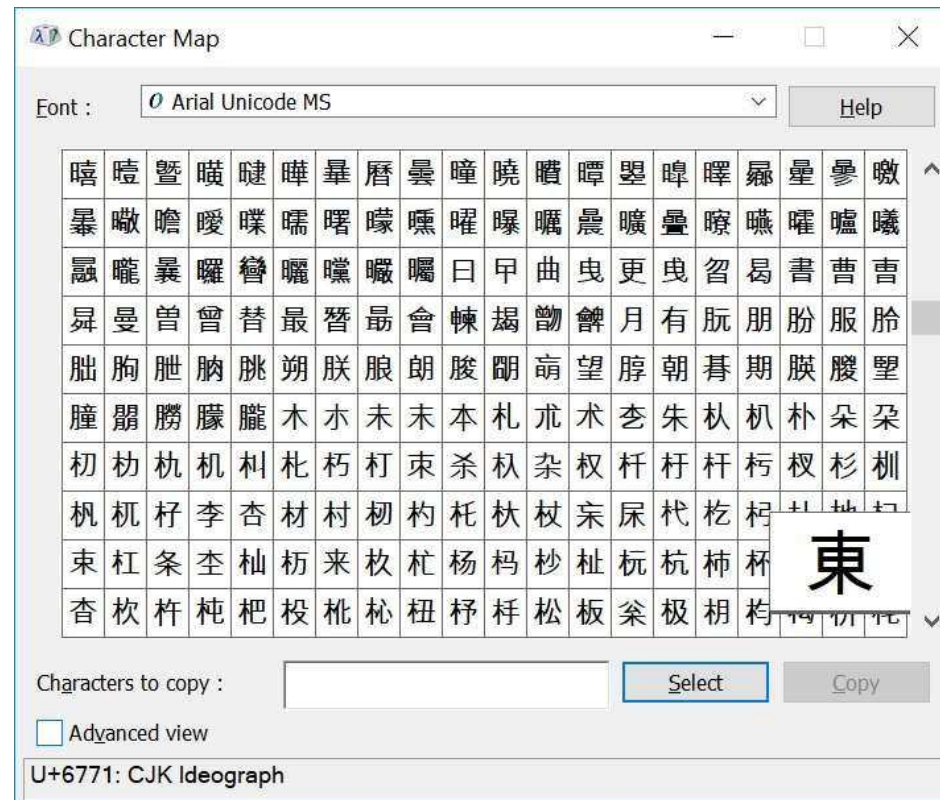 Character Map
Font : Arial Unicode MS Help
暿 曀 曁 曂 曃 曄 曅 曆 曇 曈 曉 曊 曋 曌 曍 曎 曏 曐 曑 曒
曓 曔 曕 曖 曗 曘 曙 曚 曛 曜 曝 曞 曟 曠 曡 曢 曣 曤 曥 曦
曧 曨 曩 曪 曫 曬 曭 曮 曯 曰 曱 曲 曳 更 曵 曶 曷 書 曹 曺
曻 曼 曽 曾 替 最 朁 朂 會 朄 朅 朆 朇 月 有 朊 朋 朌 服 朎
朏 朐 朑 朒 朓 朔 朕 朖 朗 朘 朙 朚 望 朜 朝 朞 期 朠 朡 朢
朣 朤 朥 朦 朧 木 朩 未 末 本 札 朮 术 朰 朱 朲 朳 朴 朵 朶
朷 朸 朹 机 朻 朼 朽 朾 朿 杀 杁 杂 权 杄 杅 杆 杇 杈 杉 杊
杋 杌 杍 李 杏 材 村 杒 杓 杔 杕 杖 杗 杘 杙 杚 杛
束 杠 条 杢 杣 杤 来 杦 杧 杨 杩 杪 杫 杬 杭 杮 杯 東
杳 杴 杵 杶 杷 杸 杹 杺 杻 杼 杽 松 板 枀 极 枂 枃
Characters to copy : Select Copy
Advanced view
U+6771: CJK Ideograph